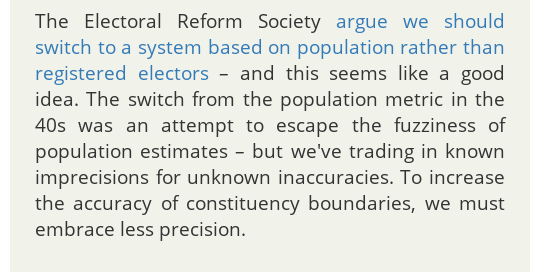 The Electoral Reform Society argue we should
switch to a system based on population rather than
registered electors – and this seems like a good
idea. The switch from the population metric in the
40s was an attempt to escape the fuzziness of
population estimates – but we've trading in known
imprecisions for unknown inaccuracies. To increase
the accuracy of constituency boundaries, we must
embrace less precision.